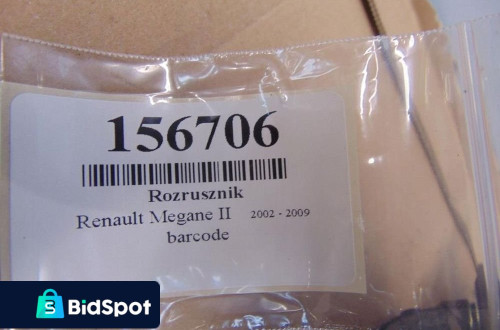 156706
Rozrusznik
Renault Megane II 2002 - 2009
barcode
S BidSpot